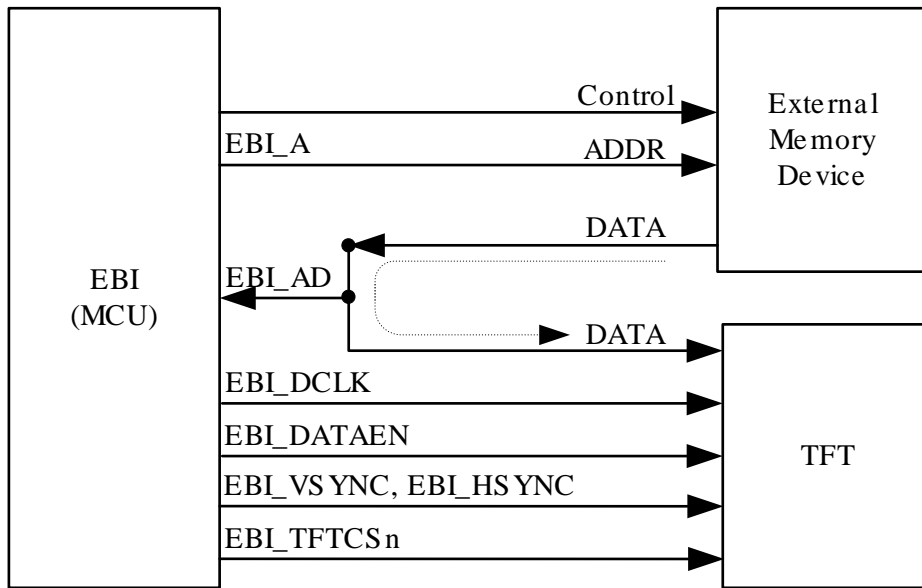 EBI
(MCU)
Control
EBI_A
ADDR
External
Memory
Device
DATA
EBI_AD
DATA
EBI_DCLK
EBI_DATAEN
EBI_VSYNC, EBI_HSYNC
EBI_TFTCSn
TFT